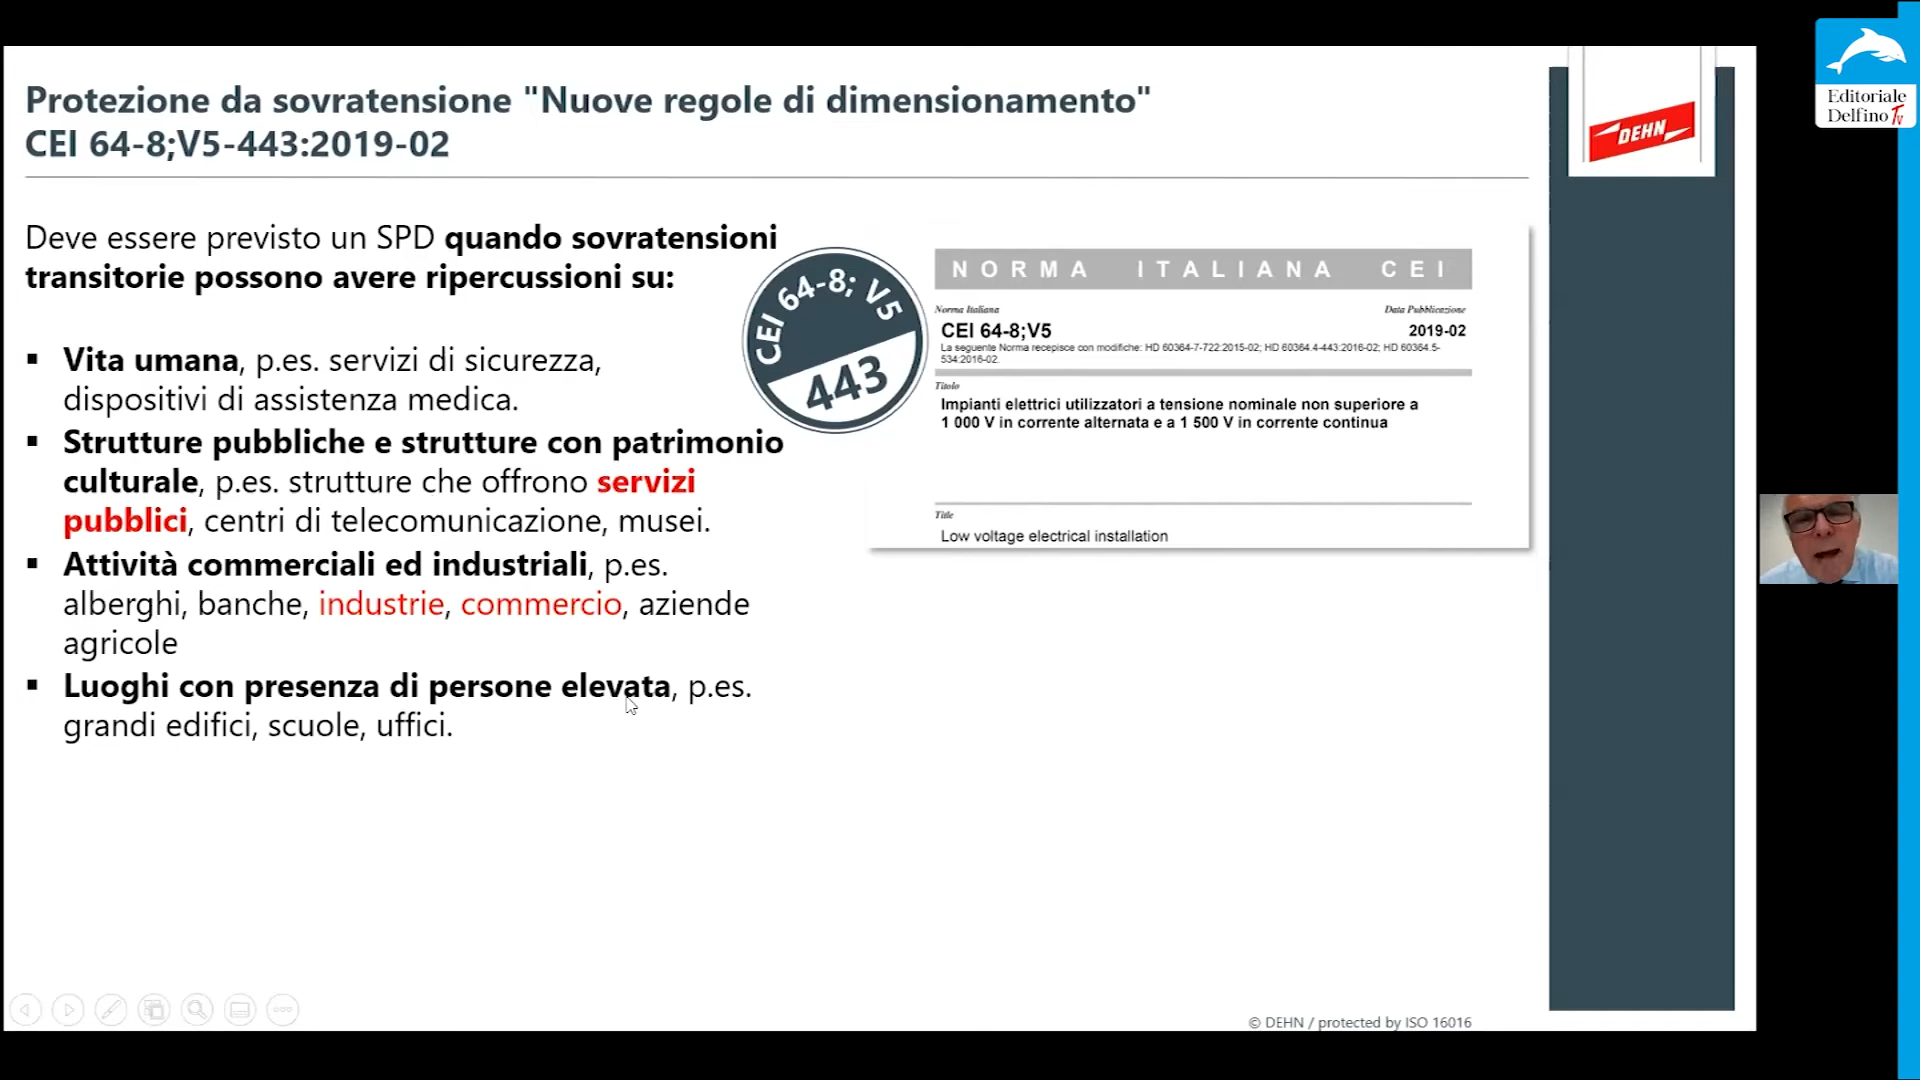 Protezione da sovratensione "Nuove regole di dimensionamento"
CEI 64-8;V5-443:2019-02
DEHN
Editoriale
Delfino Tv
Deve essere previsto un SPD quando sovratensioni
transitorie possono avere ripercussioni su:
▪ Vita umana, p.es. servizi di sicurezza,
dispositivi di assistenza medica.
▪ Strutture pubbliche e strutture con patrimonio
culturale, p.es. strutture che offrono servizi
pubblici, centri di telecomunicazione, musei.
▪ Attività commerciali ed industriali, p.es.
alberghi, banche, industrie, commercio, aziende
agricole
▪ Luoghi con presenza di persone elevata, p.es.
grandi edifici, scuole, uffici.
CEI 64-8; V5
443
NORMA ITALIANA CEI
Norma Italiana
Data Pubblicazione
CEI 64-8;V5
2019-02
La seguente Norma recepisce con modifiche: HD 60364-7-722:2015-02; HD 60364.4-443:2016-02; HD 60364.5-
534:2016-02.
Titolo
Impianti elettrici utilizzatori a tensione nominale non superiore a
1 000 V in corrente alternata e a 1 500 V in corrente continua
Title
Low voltage electrical installation
© DEHN / protected by ISO 16016